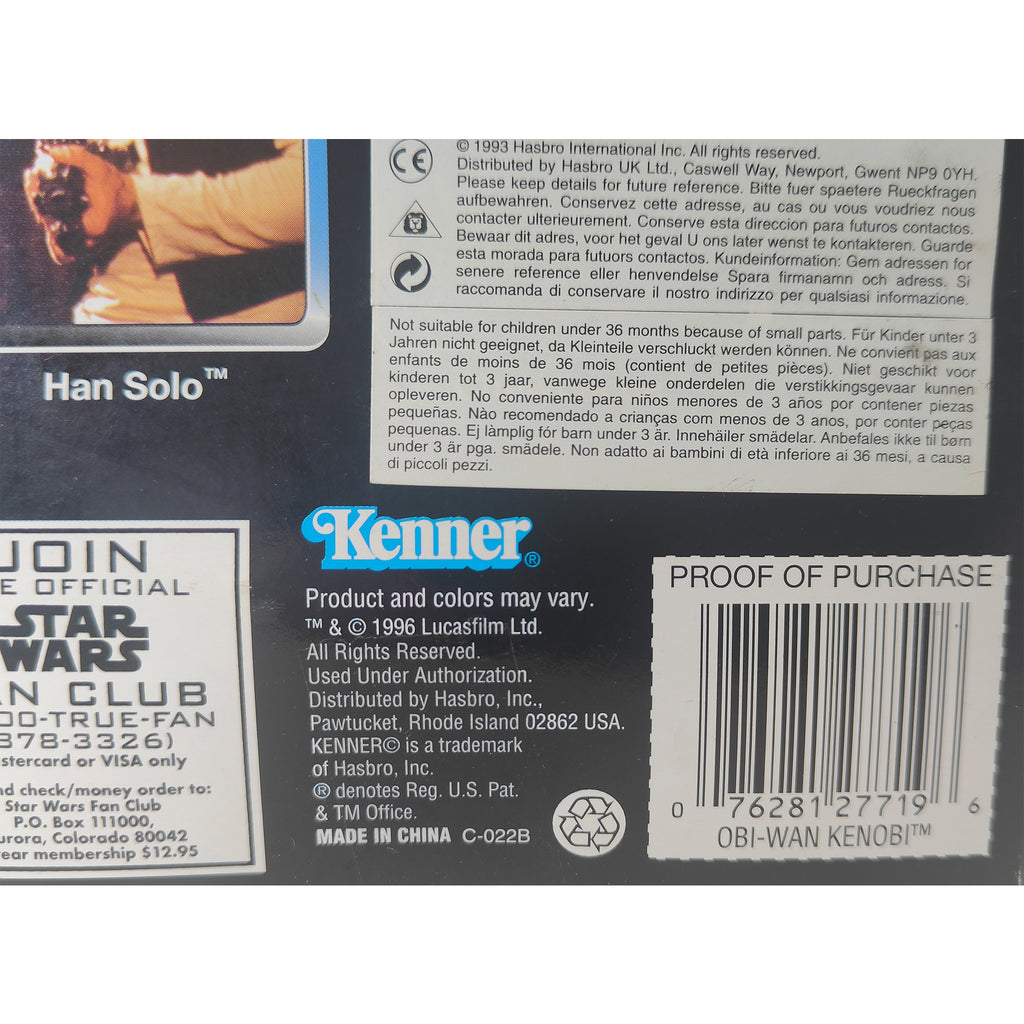 © 1993 Hasbro International Inc. All rights reserved.
Distributed by Hasbro UK Ltd., Caswell Way, Newport, Gwent NP9 0YH.
Please keep details for future reference. Bitte fuer spaetere Rueckfragen
aufbewahren. Conservez cette adresse, au cas ou vous voudriez nous
contacter ulterieurement. Conserve esta direccion para futuros contactos.
Bewaar dit adres, voor het geval U ons later wenst te kontakteren. Guarde
esta morada para futuors contactos. Kundeinformation: Gem adressen for
senere reference eller henvendelse Spara firmanamn och adress. Si
raccomanda di conservare il nostro indirizzo per qualsiasi informazione.
CE
Not suitable for children under 36 months because of small parts. Für Kinder unter 3
Jahren nicht geeignet, da Kleinteile verschluckt werden können. Ne convient pas aux
enfants de moins de 36 mois (contient de petites pièces). Niet geschikt voor
kinderen tot 3 jaar, vanwege kleine onderdelen die verstikkingsgevaar kunnen
opleveren. No conveniente para niños menores de 3 años por contener piezas
pequeñas. Nào recomendado a crianças com menos de 3 anos, por conter peças
pequenas. Ej làmplig fór barn under 3 år. Innehäiler smädelar. Anbefales ikke til børn
under 3 år pga. smädele. Non adatto ai bambini di età inferiore ai 36 mesi, a causa
di piccoli pezzi.
Han Solo™
JOIN
E OFFICIAL
STAR
WARS
AN CLUB
00-TRUE-FAN
878-3326)
stercard or VISA only
nd check/money order to:
Star Wars Fan Club
P.O. Box 111000,
urora, Colorado 80042
ear membership $12.95
Kenner®
Product and colors may vary.
™ & © 1996 Lucasfilm Ltd.
All Rights Reserved.
Used Under Authorization.
Distributed by Hasbro, Inc.,
Pawtucket, Rhode Island 02862 USA.
KENNER© is a trademark
of Hasbro, Inc.
® denotes Reg. U.S. Pat.
& TM Office.
MADE IN CHINA C-022B
PROOF OF PURCHASE
0 76281 27719 6
OBI-WAN KENOBI™